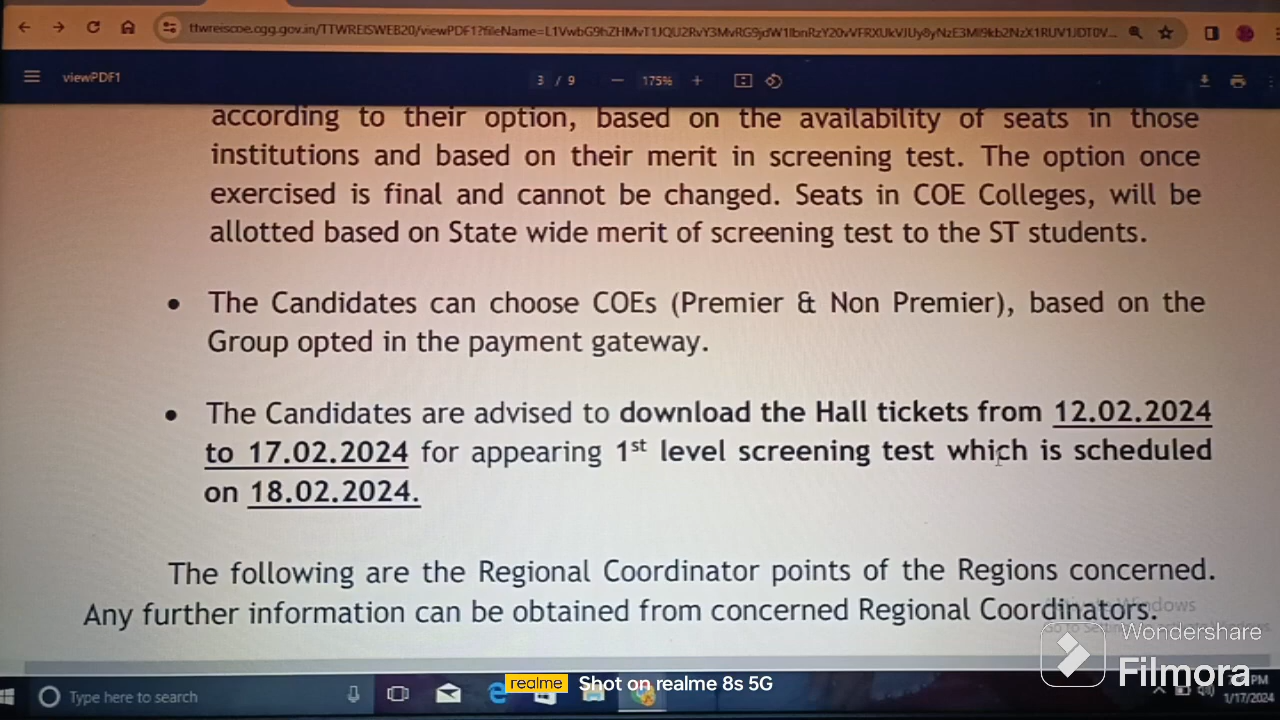 viewPDF1
3 / 9
175%
according to their option, based on the availability of seats in those
institutions and based on their merit in screening test. The option once
exercised is final and cannot be changed. Seats in COE Colleges, will be
allotted based on State wide merit of screening test to the ST students.
• The Candidates can choose COEs (Premier & Non Premier), based on the
Group opted in the payment gateway.
• The Candidates are advised to download the Hall tickets from 12.02.2024
to 17.02.2024 for appearing 1st level screening test which is scheduled
on 18.02.2024.
The following are the Regional Coordinator points of the Regions concerned.
Any further information can be obtained from concerned Regional Coordinators.
Wondershare
Filmora
Type here to search
realme Shot on realme 8s 5G
PM
1/17/2024